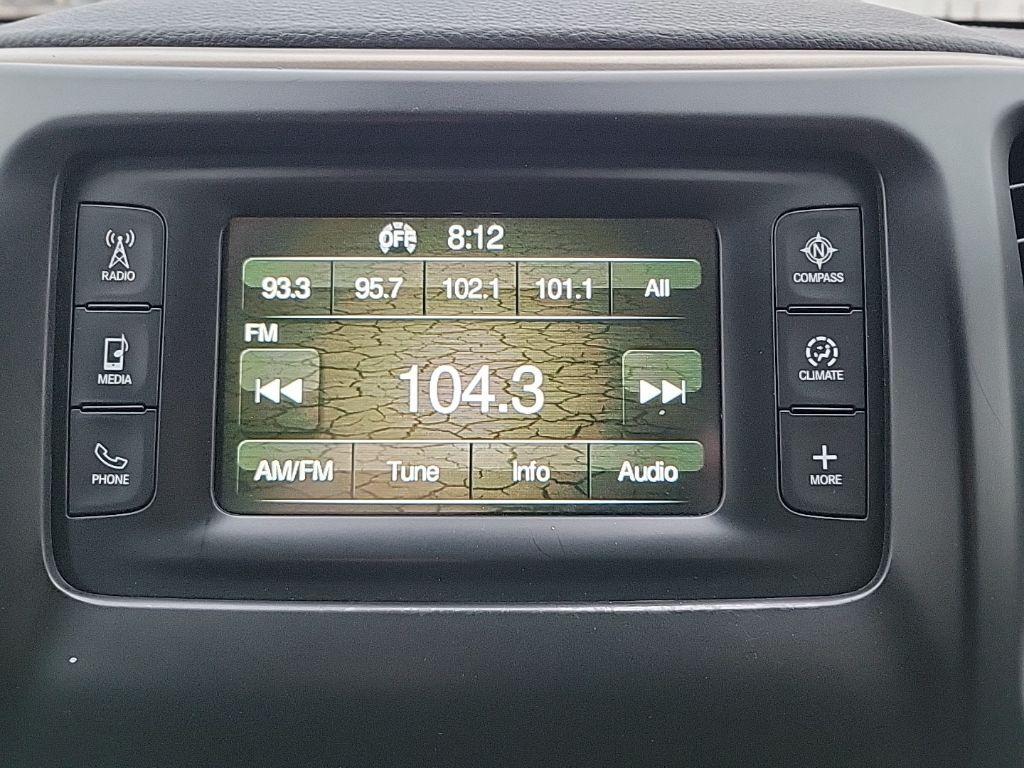 OFF 8:12
93.3 95.7 102.1 101.1 All
FM
104.3
AM/FM Tune Info Audio
RADIO
MEDIA
PHONE
N
COMPASS
CLIMATE
MORE